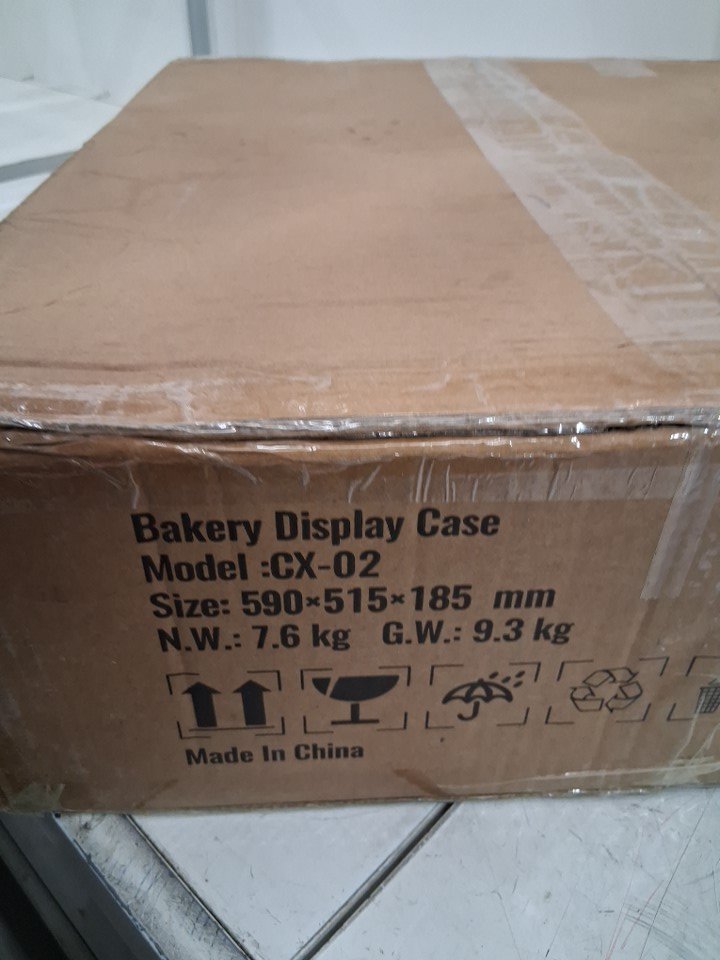 Bakery Display Case
Model :CX-02
Size: 590×515×185 mm
N.W.: 7.6 kg G.W.: 9.3 kg
Made In China